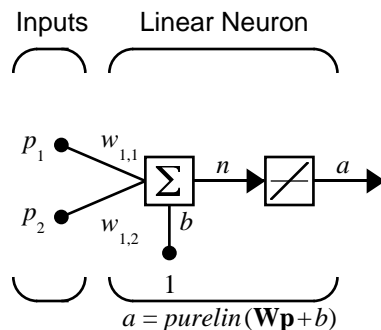 Inputs Linear Neuron
p1 w1,1 n a
Σ
p2 w1,2 b
1
a = purelin(Wp+b)